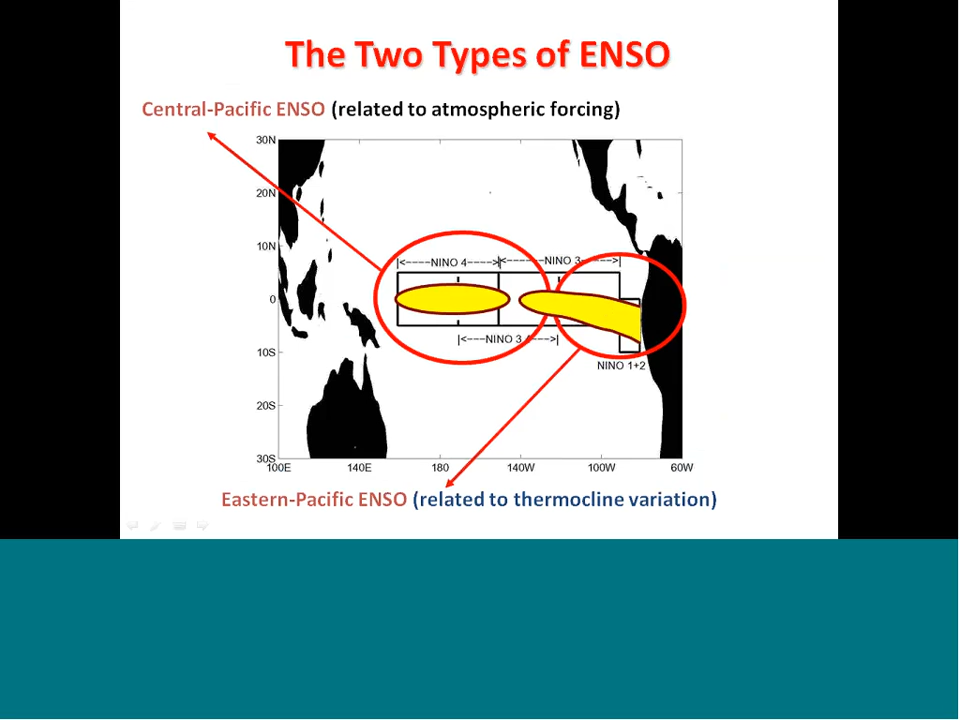 The Two Types of ENSO
Central-Pacific ENSO (related to atmospheric forcing)
30N
20N
10N
|<----NINO 4---->|<-------NINO 3------>|
0
|<---NINO 3.4--->|
10S
NINO 1+2
20S
30S
100E 140E 180 140W 100W 60W
Eastern-Pacific ENSO (related to thermocline variation)